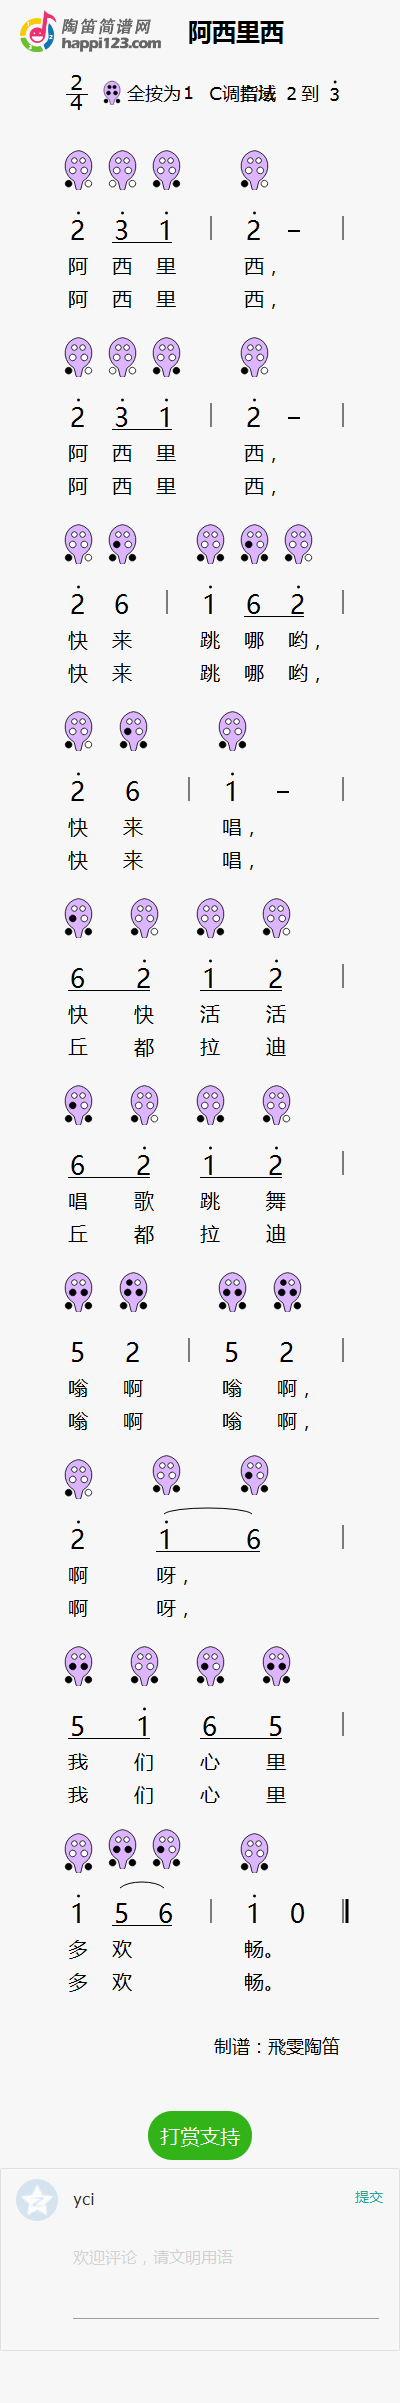 陶笛简谱网
happi123.com
阿西里西
2/4 全按为1 C调 2 到 3
2 3 1 | 2 － |
阿 西 里 西，
阿 西 里 西，
2 3 1 | 2 － |
阿 西 里 西，
阿 西 里 西，
2 6 | 1 6 2 |
快 来 跳 哪 哟，
快 来 跳 哪 哟，
2 6 | 1 － |
快 来 唱，
快 来 唱，
6 2 1 2 |
快 快 活 活
丘 都 拉 迪
6 2 1 2 |
唱 歌 跳 舞
丘 都 拉 迪
5 2 | 5 2 |
嗡 啊 嗡 啊，
嗡 啊 嗡 啊，
2 1 6 |
啊 呀，
啊 呀，
5 1 6 5 |
我 们 心 里
我 们 心 里
1 5 6 | 1 0 ‖
多 欢 畅。
多 欢 畅。
制谱：飛雯陶笛
打赏支持
yci
提交
欢迎评论，请文明用语